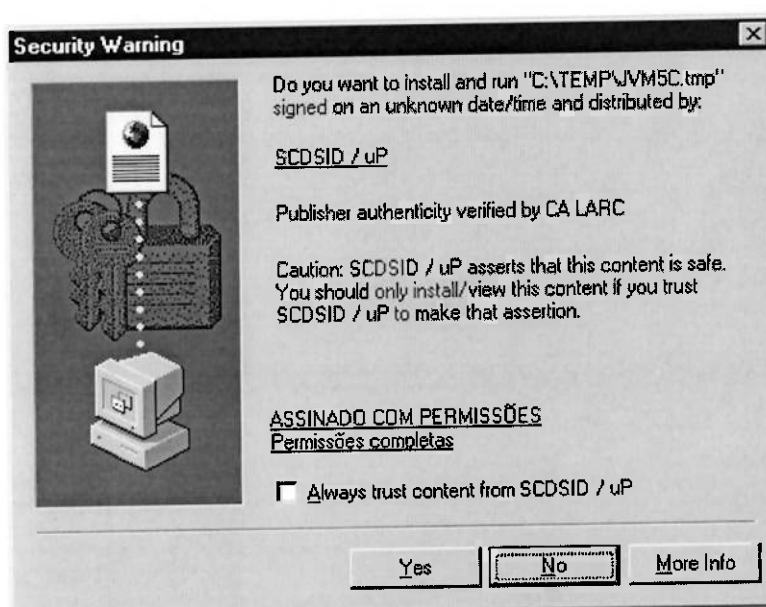 Security Warning
Do you want to install and run "C:\TEMP\JVM5C.tmp"
signed on an unknown date/time and distributed by:
SCDSID / uP
Publisher authenticity verified by CA LARC
Caution: SCDSID / uP asserts that this content is safe.
You should only install/view this content if you trust
SCDSID / uP to make that assertion.
ASSINADO COM PERMISSÕES
Permissões completas
Always trust content from SCDSID / uP
Yes
No
More Info